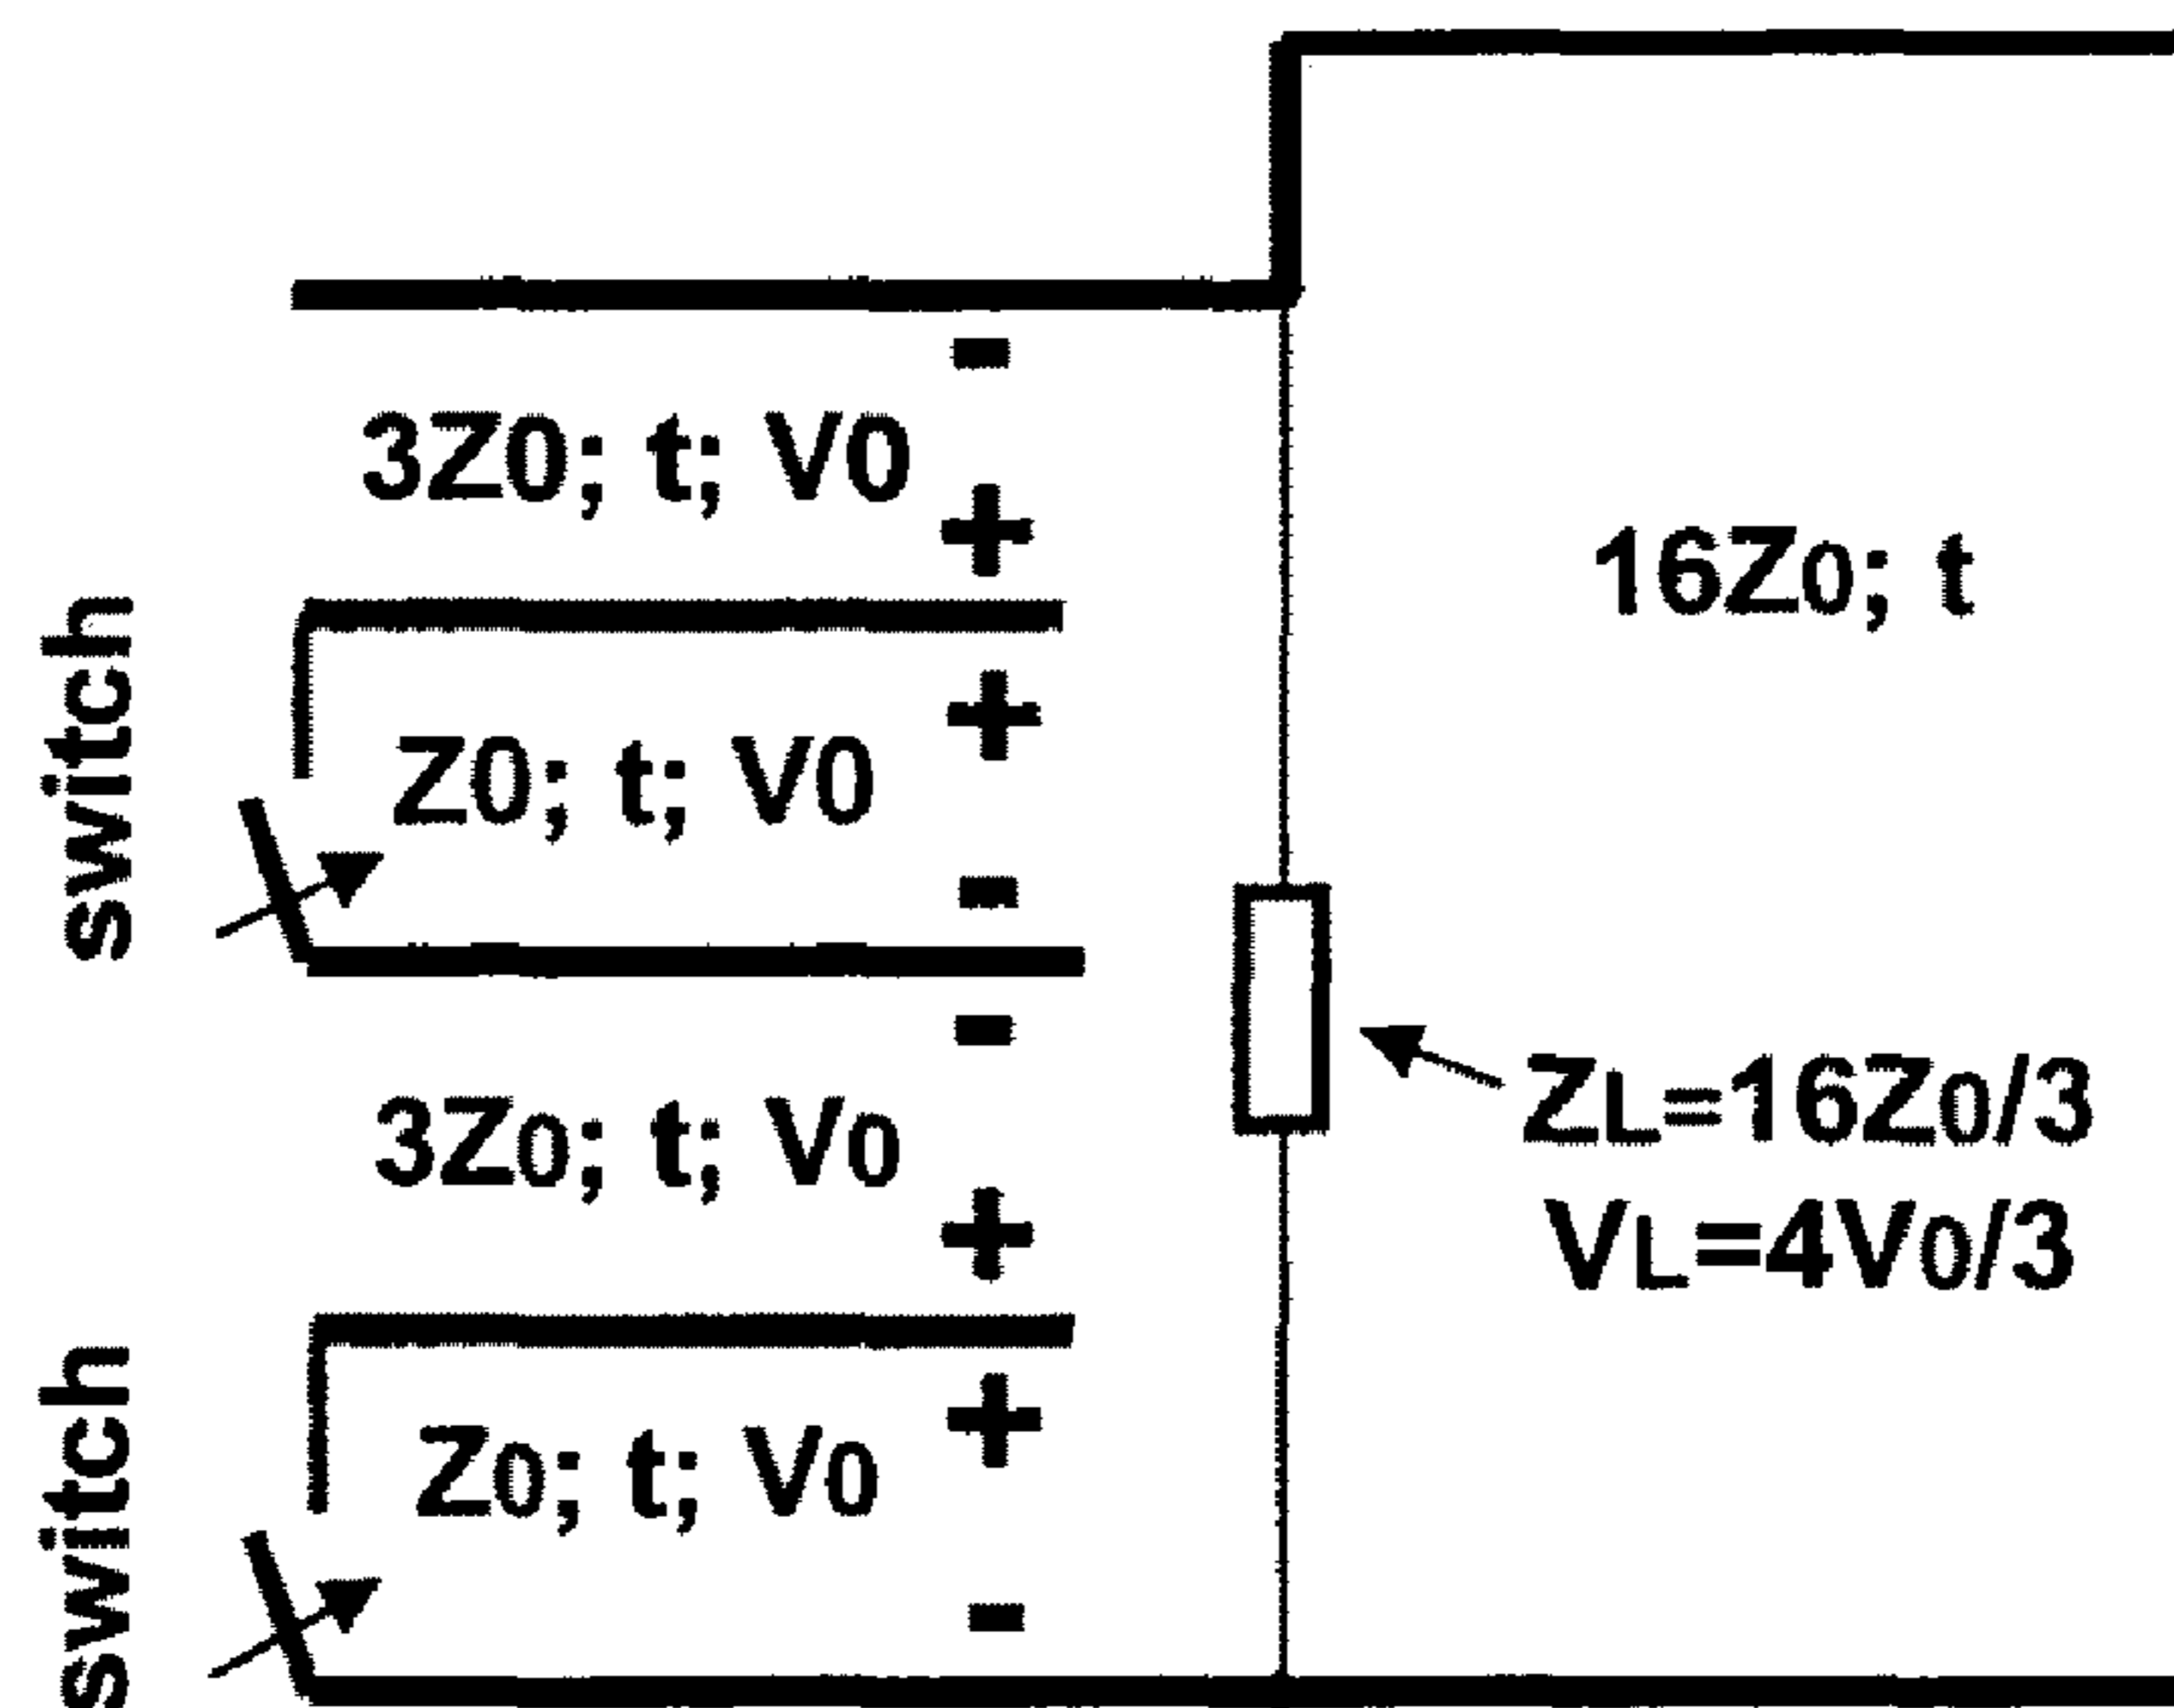 -
3Z0; t; V0
+
switch
+
Z0; t; V0
-
16Z0; t
-
3Z0; t; V0
+
ZL=16Z0/3
VL=4V0/3
switch
+
Z0; t; V0
-